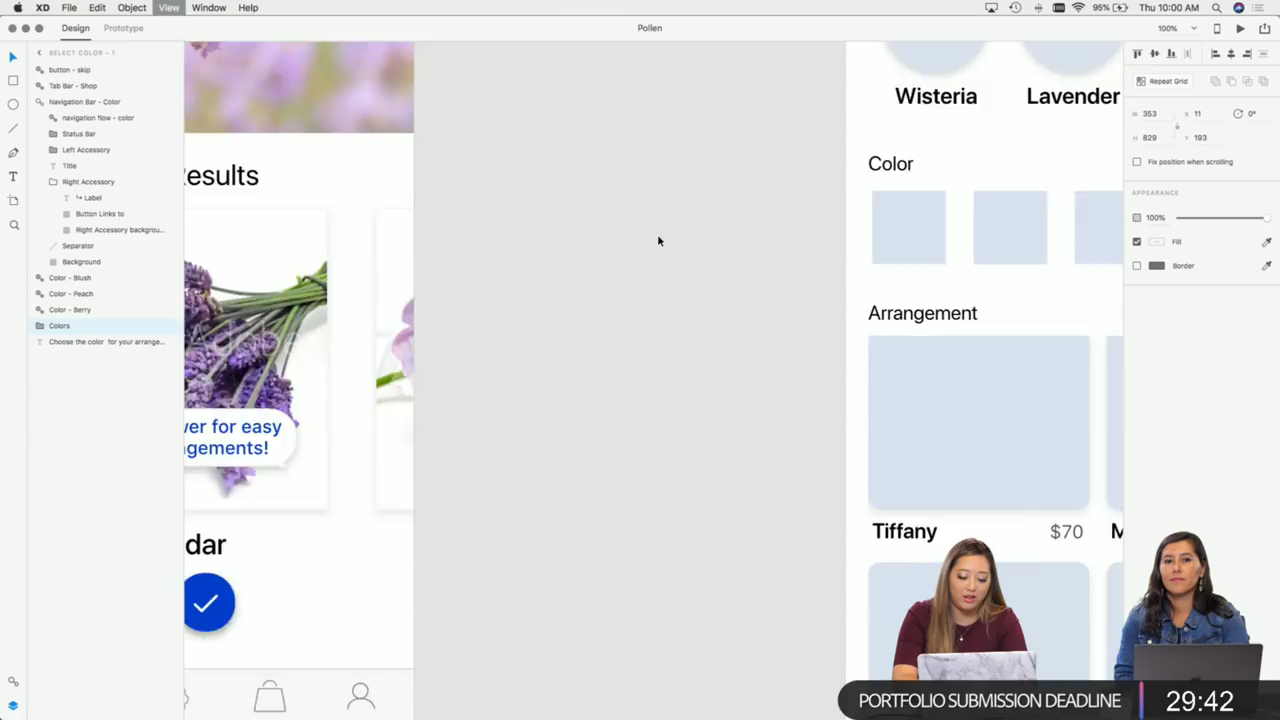 XD File Edit Object View Window Help
95% Thu 10:00 AM
Design Prototype
Pollen
100%
SELECT COLOR – 1
button - skip
Tab Bar - Shop
Navigation Bar - Color
navigation flow - color
Status Bar
Left Accessory
Title
Right Accessory
Label
Button Links to
Right Accessory backgrou...
Separator
Background
Color - Blush
Color - Peach
Color - Berry
Colors
Choose the color for your arrange...
Results
wer for easy
ngements!
dar
Wisteria Lavender
Color
Arrangement
Tiffany $70 M
Repeat Grid
W 353 X 11 0°
H 829 Y 193
Fix position when scrolling
APPEARANCE
100%
Fill
Border
PORTFOLIO SUBMISSION DEADLINE 29:42